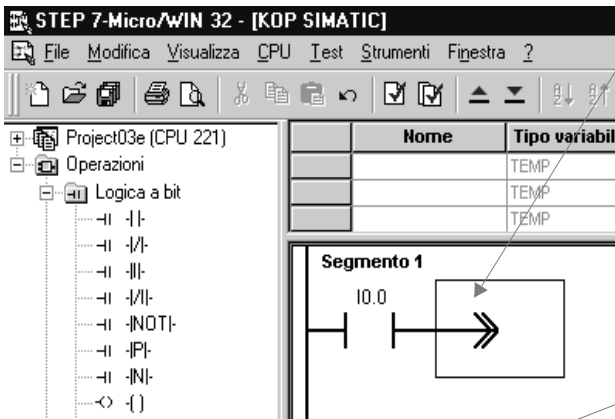 STEP 7-Micro/WIN 32 - [KOP SIMATIC]
File Modifica Visualizza CPU Test Strumenti Finestra ?
Project03e (CPU 221)
Operazioni
Logica a bit
-| |-
-|/|-
-|I|-
-|/I|-
-|NOT|-
-|P|-
-|N|-
-( )
Nome Tipo variabil
TEMP
TEMP
TEMP
Segmento 1
I0.0